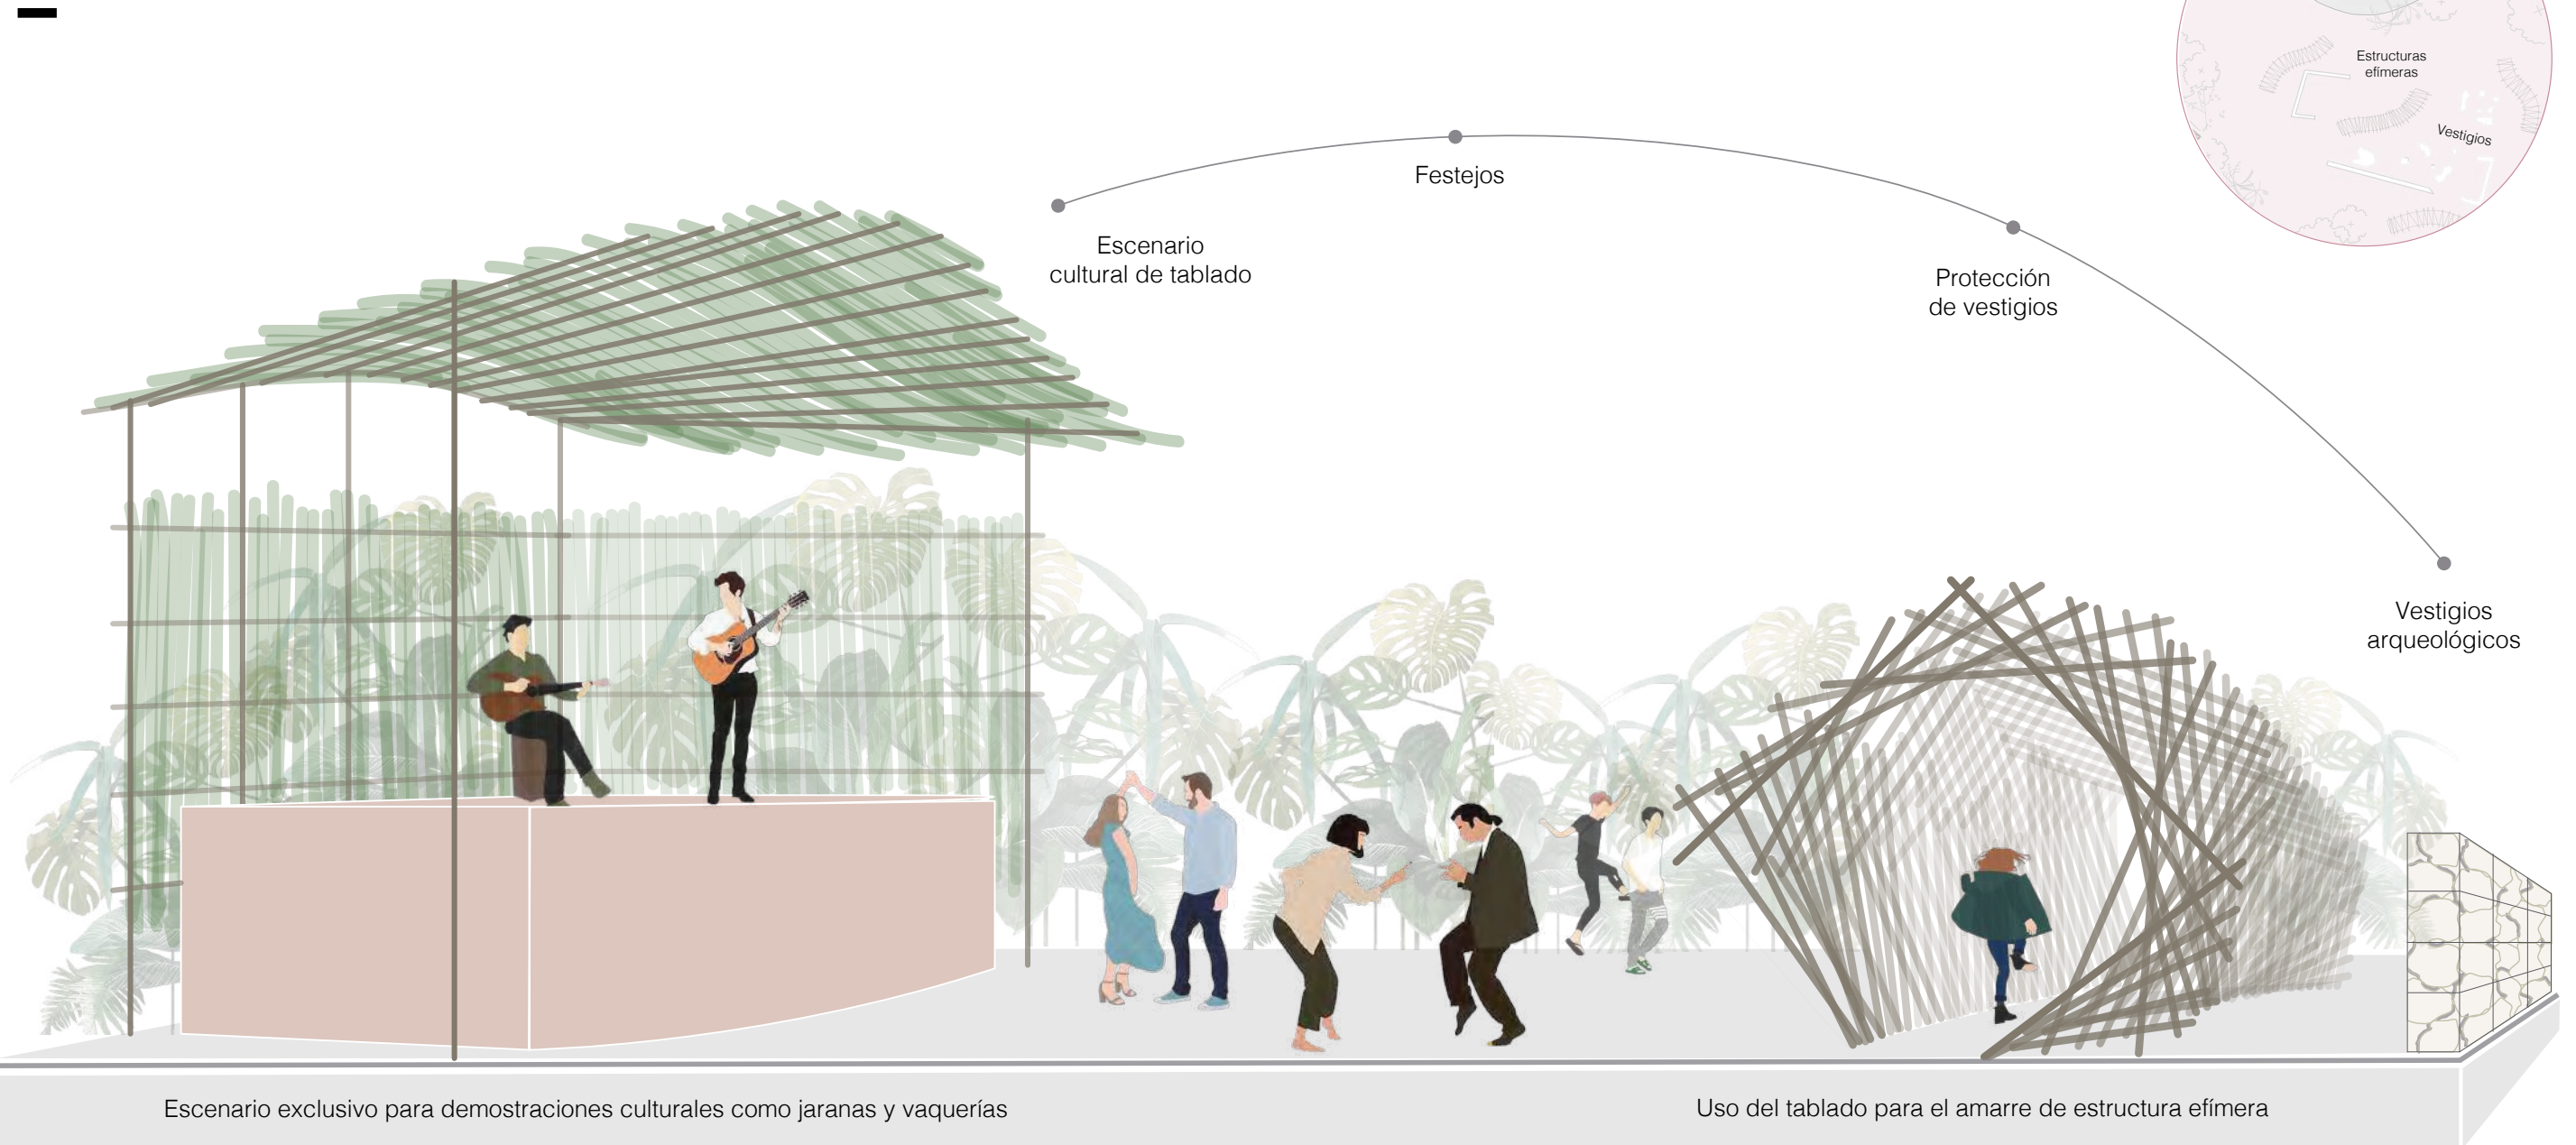 Estructuras
efímeras
Vestigios
Festejos
Escenario
cultural de tablado
Protección
de vestigios
Vestigios
arqueológicos
Escenario exclusivo para demostraciones culturales como jaranas y vaquerías
Uso del tablado para el amarre de estructura efímera